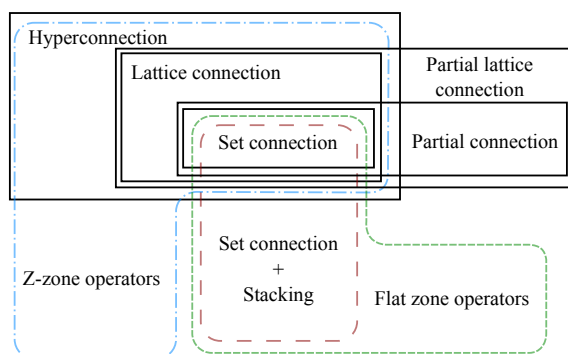 Hyperconnection
Lattice connection
Partial lattice
connection
Set connection
Partial connection
Set connection
+
Stacking
Z-zone operators
Flat zone operators